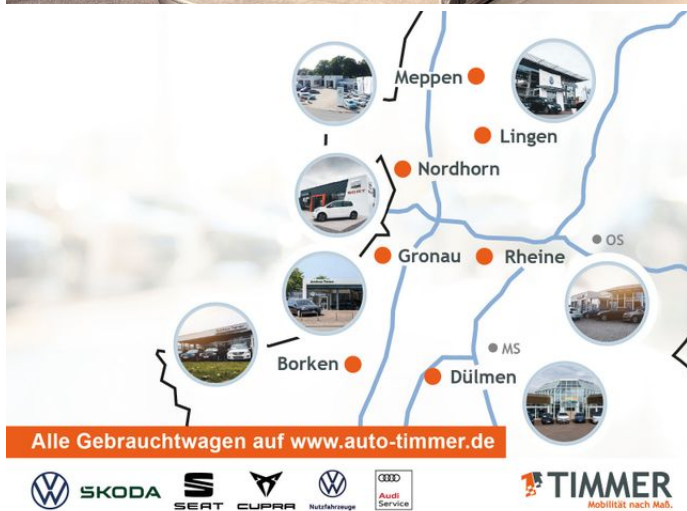 Meppen
Lingen
Nordhorn
OS
Gronau
Rheine
MS
Borken
Dülmen
Alle Gebrauchtwagen auf www.auto-timmer.de
ŠKODA
SEAT
CUPRA
Nutzfahrzeuge
Audi
Service
TIMMER
Mobilität nach Maß.